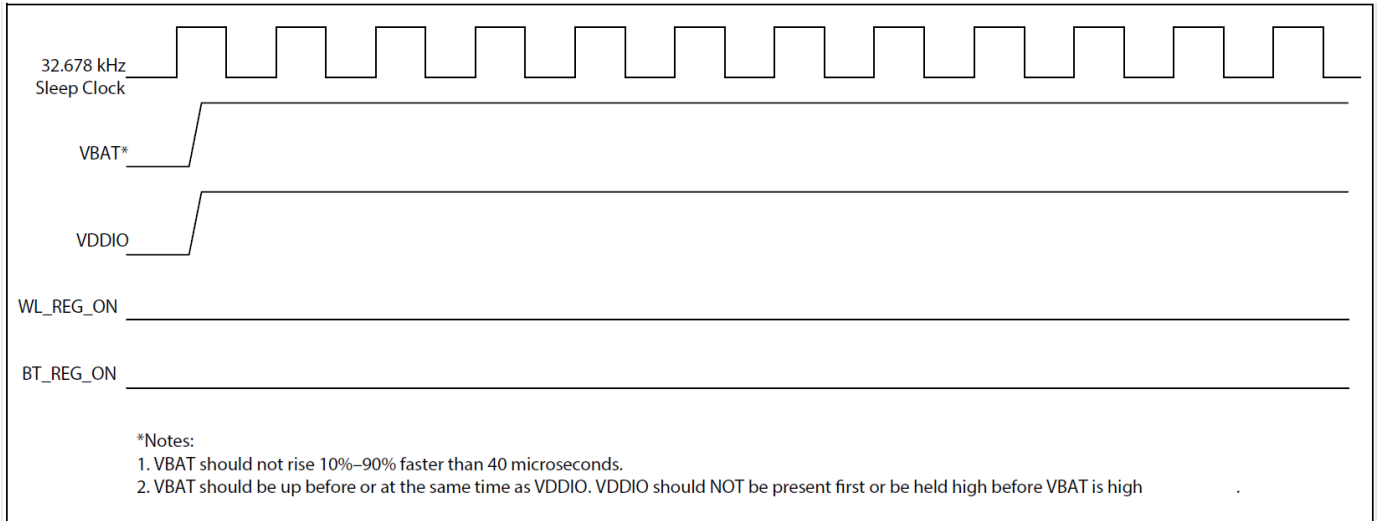 32.678 kHz
Sleep Clock
VBAT*
VDDIO
WL_REG_ON
BT_REG_ON
*Notes:
1. VBAT should not rise 10%–90% faster than 40 microseconds.
2. VBAT should be up before or at the same time as VDDIO. VDDIO should NOT be present first or be held high before VBAT is high .